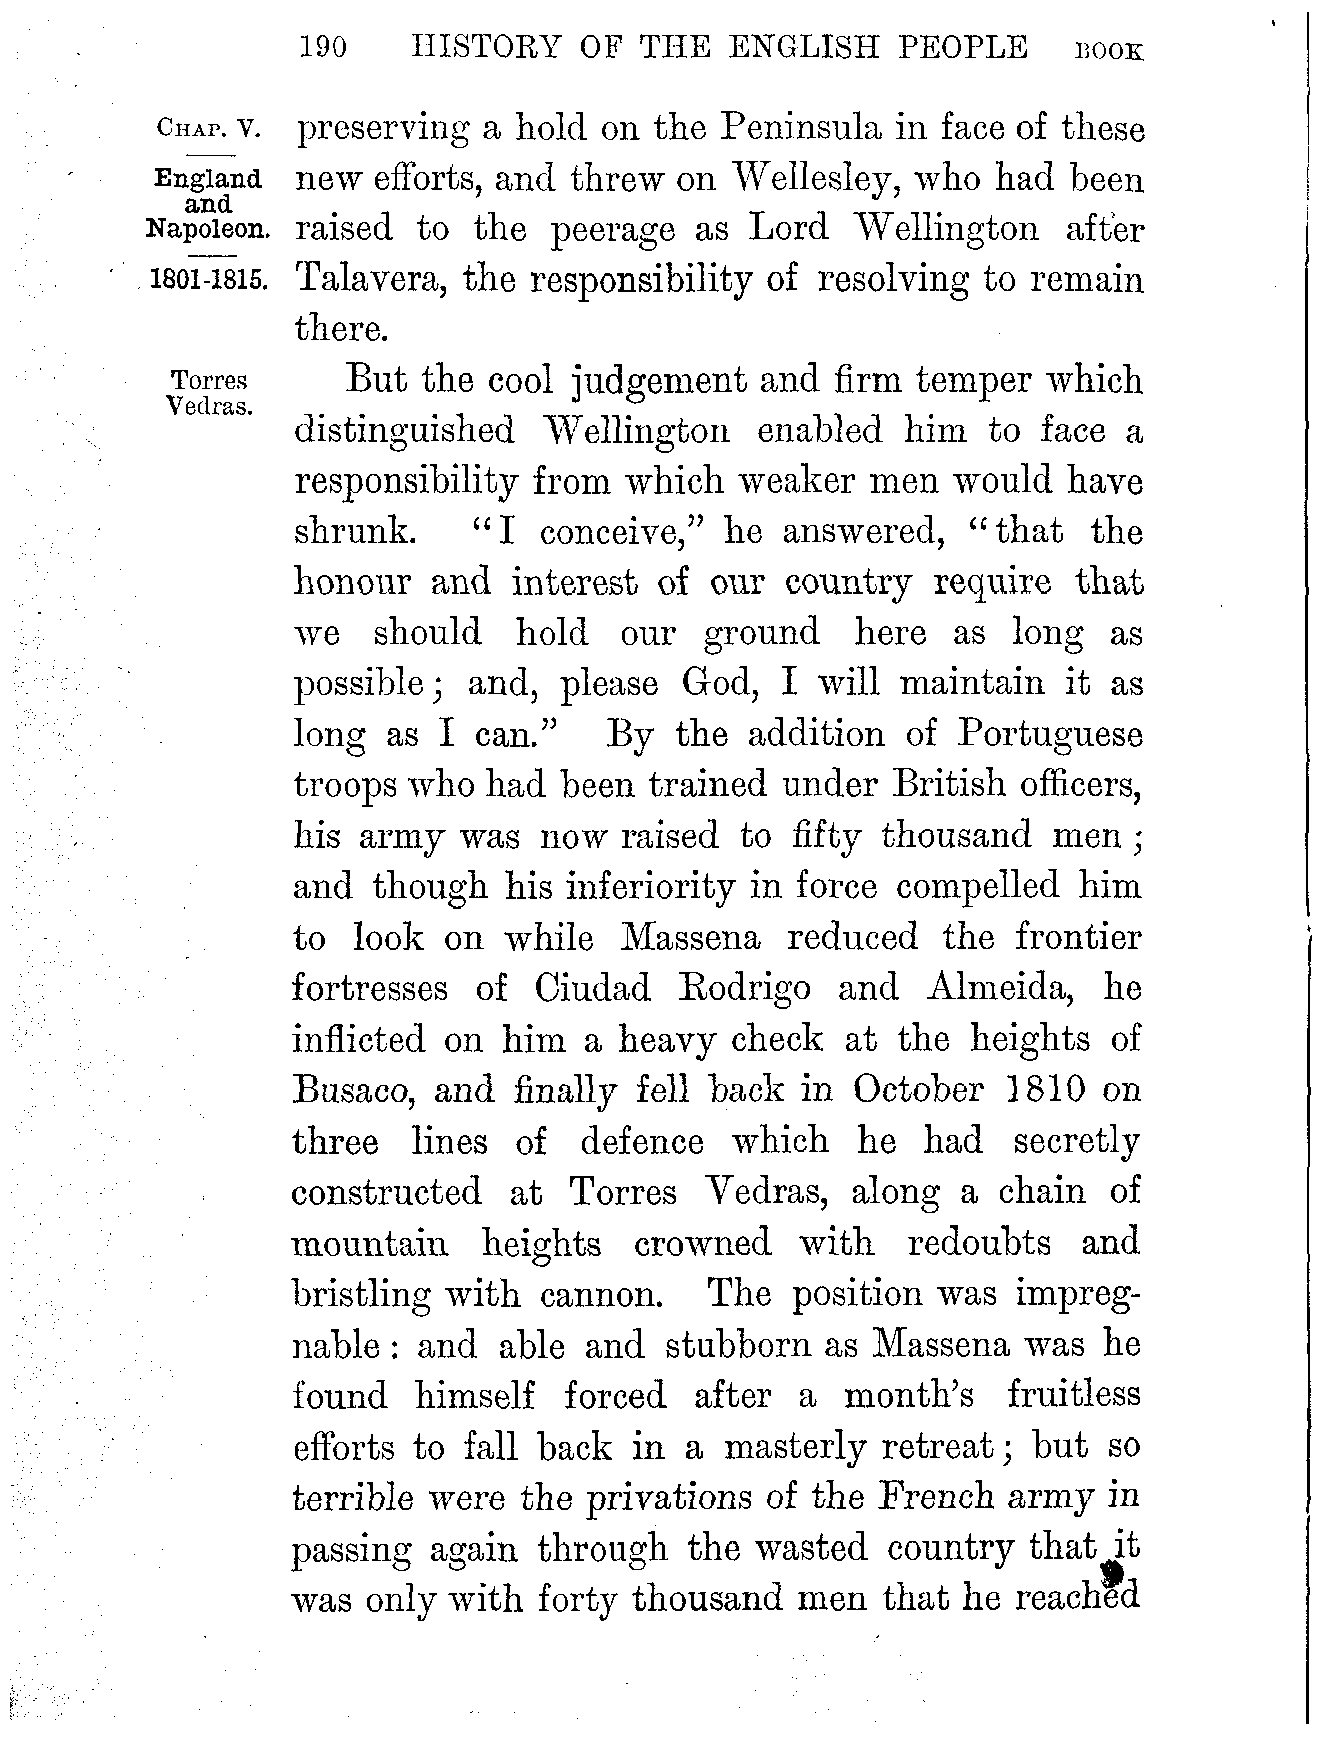 190 HISTORY OF THE ENGLISH PEOPLE BOOK
CHAP. V.
England
and
Napoleon.
1801-1815.
preserving a hold on the Peninsula in face of these
new efforts, and threw on Wellesley, who had been
raised to the peerage as Lord Wellington after
Talavera, the responsibility of resolving to remain
there.
Torres
Vedras.
But the cool judgement and firm temper which
distinguished Wellington enabled him to face a
responsibility from which weaker men would have
shrunk. “I conceive,” he answered, “that the
honour and interest of our country require that
we should hold our ground here as long as
possible; and, please God, I will maintain it as
long as I can.” By the addition of Portuguese
troops who had been trained under British officers,
his army was now raised to fifty thousand men;
and though his inferiority in force compelled him
to look on while Massena reduced the frontier
fortresses of Ciudad Rodrigo and Almeida, he
inflicted on him a heavy check at the heights of
Busaco, and finally fell back in October 1810 on
three lines of defence which he had secretly
constructed at Torres Vedras, along a chain of
mountain heights crowned with redoubts and
bristling with cannon. The position was impreg-
nable: and able and stubborn as Massena was he
found himself forced after a month's fruitless
efforts to fall back in a masterly retreat; but so
terrible were the privations of the French army in
passing again through the wasted country that it
was only with forty thousand men that he reached